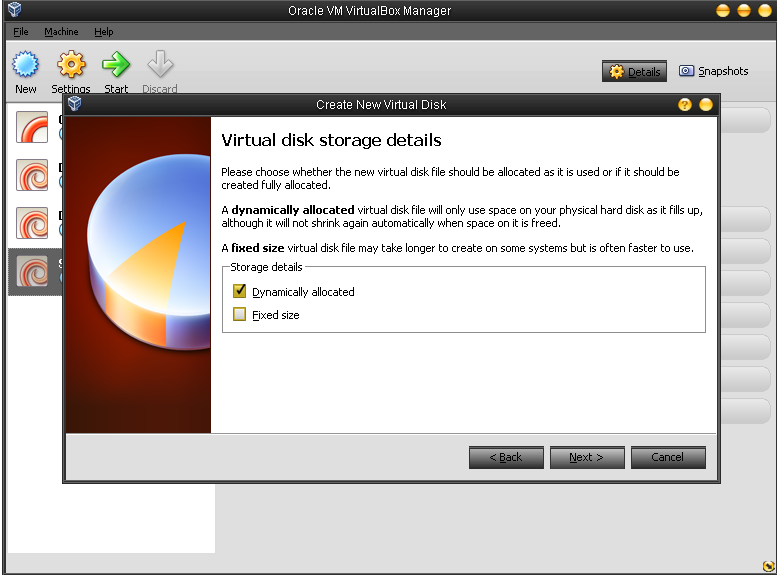 Oracle VM VirtualBox Manager
File Machine Help
New Settings Start Discard
Details Snapshots
Create New Virtual Disk
Virtual disk storage details
Please choose whether the new virtual disk file should be allocated as it is used or if it should be
created fully allocated.
A dynamically allocated virtual disk file will only use space on your physical hard disk as it fills up,
although it will not shrink again automatically when space on it is freed.
A fixed size virtual disk file may take longer to create on some systems but is often faster to use.
Storage details
Dynamically allocated
Fixed size
< Back
Next >
Cancel